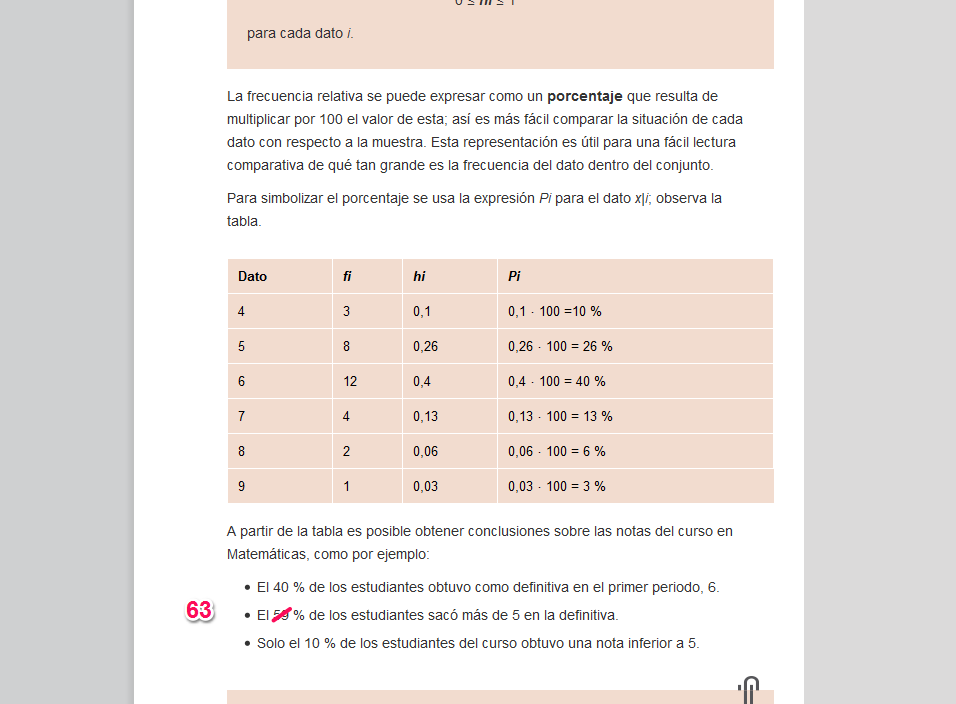 0 ≤ hi ≤ 1
para cada dato i.
La frecuencia relativa se puede expresar como un porcentaje que resulta de
multiplicar por 100 el valor de esta; así es más fácil comparar la situación de cada
dato con respecto a la muestra. Esta representación es útil para una fácil lectura
comparativa de qué tan grande es la frecuencia del dato dentro del conjunto.
Para simbolizar el porcentaje se usa la expresión Pi para el dato x|i; observa la
tabla.
Dato fi hi Pi
4 3 0,1 0,1 · 100 =10 %
5 8 0,26 0,26 · 100 = 26 %
6 12 0,4 0,4 · 100 = 40 %
7 4 0,13 0,13 · 100 = 13 %
8 2 0,06 0,06 · 100 = 6 %
9 1 0,03 0,03 · 100 = 3 %
A partir de la tabla es posible obtener conclusiones sobre las notas del curso en
Matemáticas, como por ejemplo:
• El 40 % de los estudiantes obtuvo como definitiva en el primer periodo, 6.
63 • El 59 % de los estudiantes sacó más de 5 en la definitiva.
• Solo el 10 % de los estudiantes del curso obtuvo una nota inferior a 5.